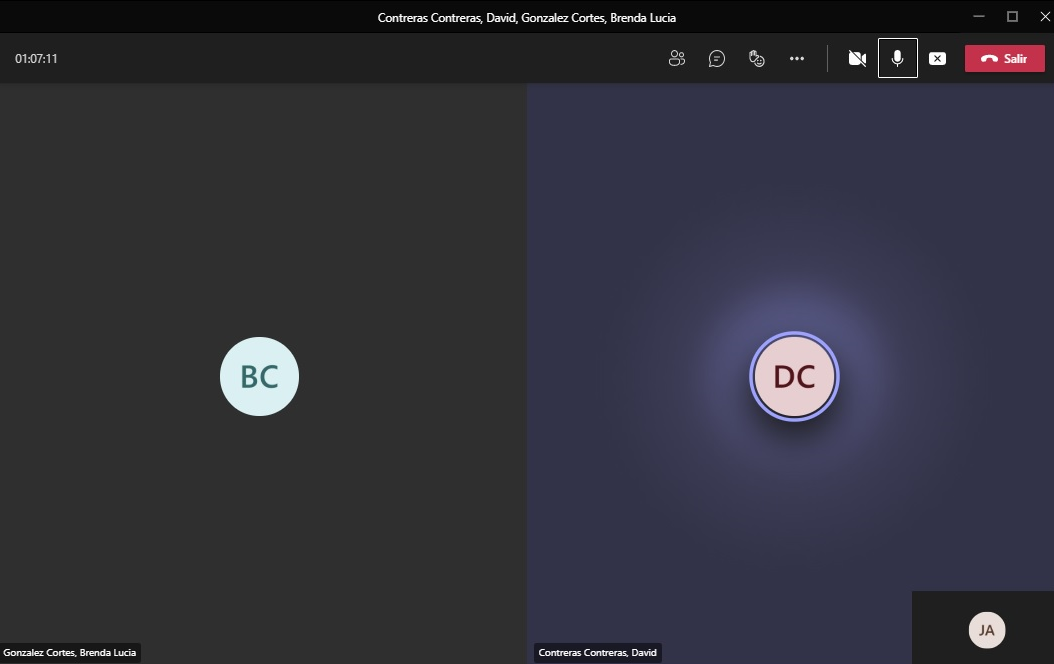 Contreras Contreras, David, Gonzalez Cortes, Brenda Lucia
01:07:11
Salir
BC
DC
JA
Gonzalez Cortes, Brenda Lucia
Contreras Contreras, David